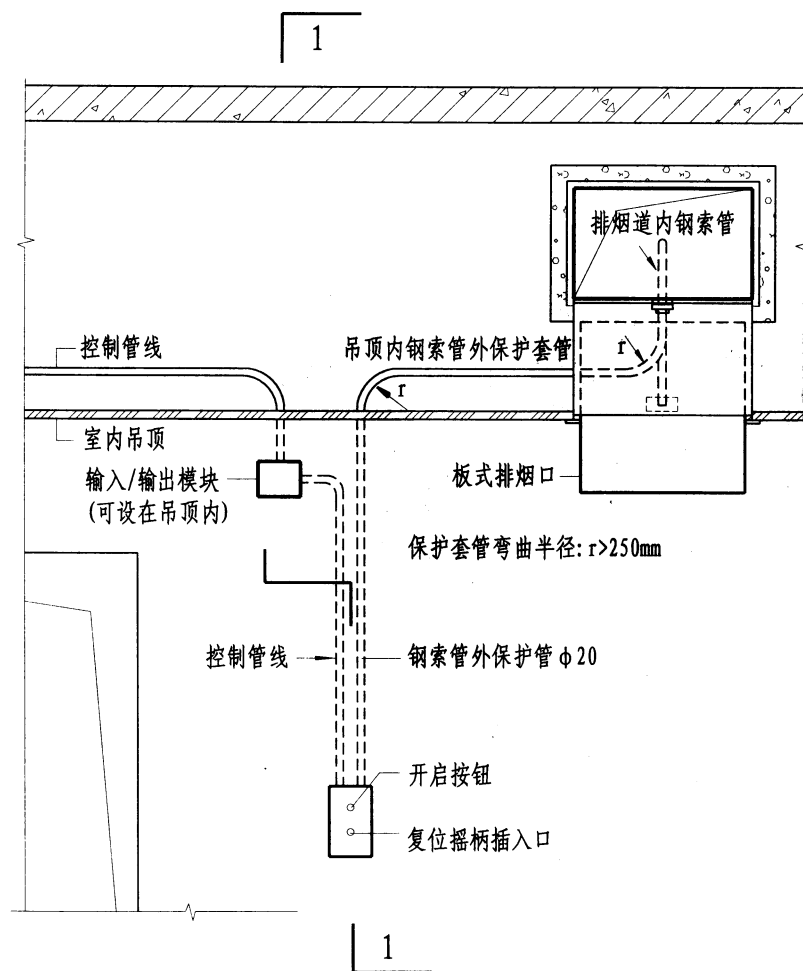 1
排烟道内钢索管
控制管线
吊顶内钢索管外保护套管
r
r
室内吊顶
输入/输出模块
(可设在吊顶内)
板式排烟口
保护套管弯曲半径: r>250mm
控制管线
钢索管外保护管φ20
开启按钮
复位摇柄插入口
1